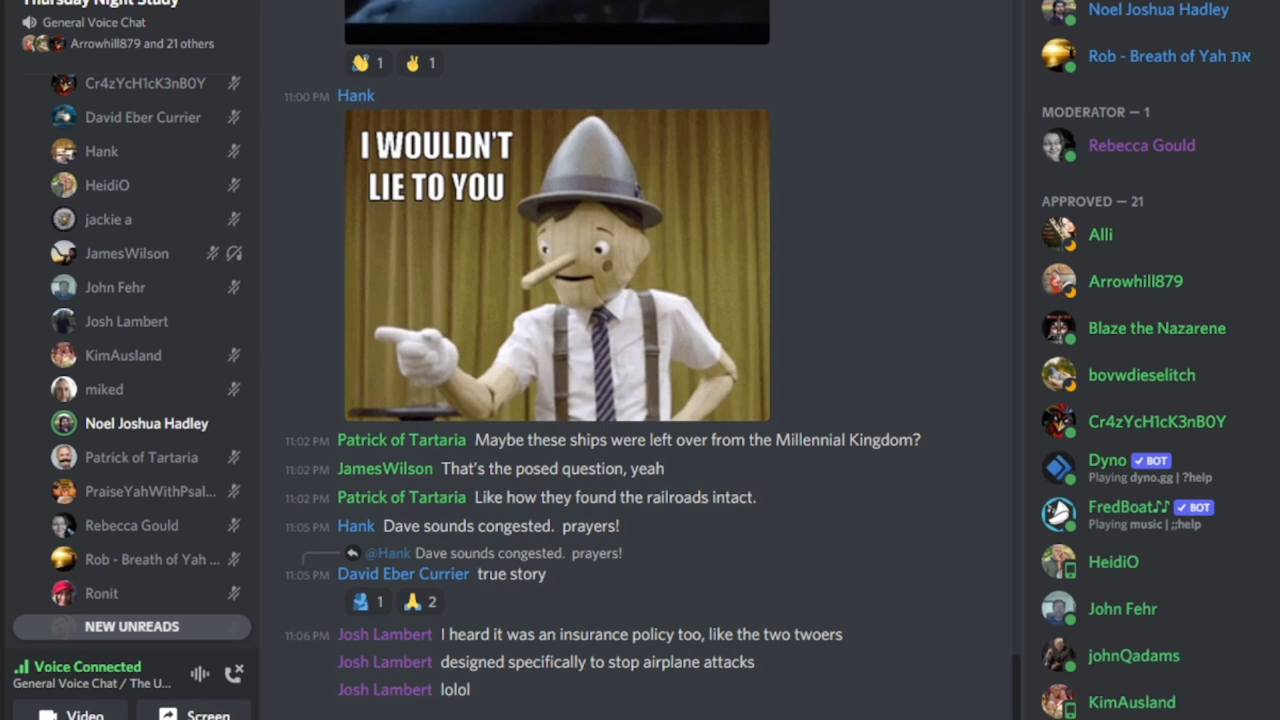 Thursday Night Study
General Voice Chat
Arrowhill879 and 21 others
Cr4zYcH1cK3nB0Y
David Eber Currier
Hank
HeidiO
jackie a
JamesWilson
John Fehr
Josh Lambert
KimAusland
miked
Noel Joshua Hadley
Patrick of Tartaria
PraiseYahWithPsal...
Rebecca Gould
Rob - Breath of Yah ...
Ronit
NEW UNREADS
Voice Connected
General Voice Chat / The U...
Video
Screen
1
1
11:00 PM Hank
I WOULDN'T
LIE TO YOU
11:02 PM Patrick of Tartaria Maybe these ships were left over from the Millennial Kingdom?
11:02 PM JamesWilson That's the posed question, yeah
11:02 PM Patrick of Tartaria Like how they found the railroads intact.
11:05 PM Hank Dave sounds congested. prayers!
@Hank Dave sounds congested. prayers!
11:05 PM David Eber Currier true story
1
2
11:06 PM Josh Lambert I heard it was an insurance policy too, like the two twoers
Josh Lambert designed specifically to stop airplane attacks
Josh Lambert lolol
Noel Joshua Hadley
Rob - Breath of Yah את
MODERATOR — 1
Rebecca Gould
APPROVED — 21
Alli
Arrowhill879
Blaze the Nazarene
bovwdieselitch
Cr4zYcH1cK3nB0Y
Dyno ✓ BOT
Playing dyno.gg | ?help
FredBoat♪♪ ✓ BOT
Playing music | ;;help
HeidiO
John Fehr
johnQadams
KimAusland